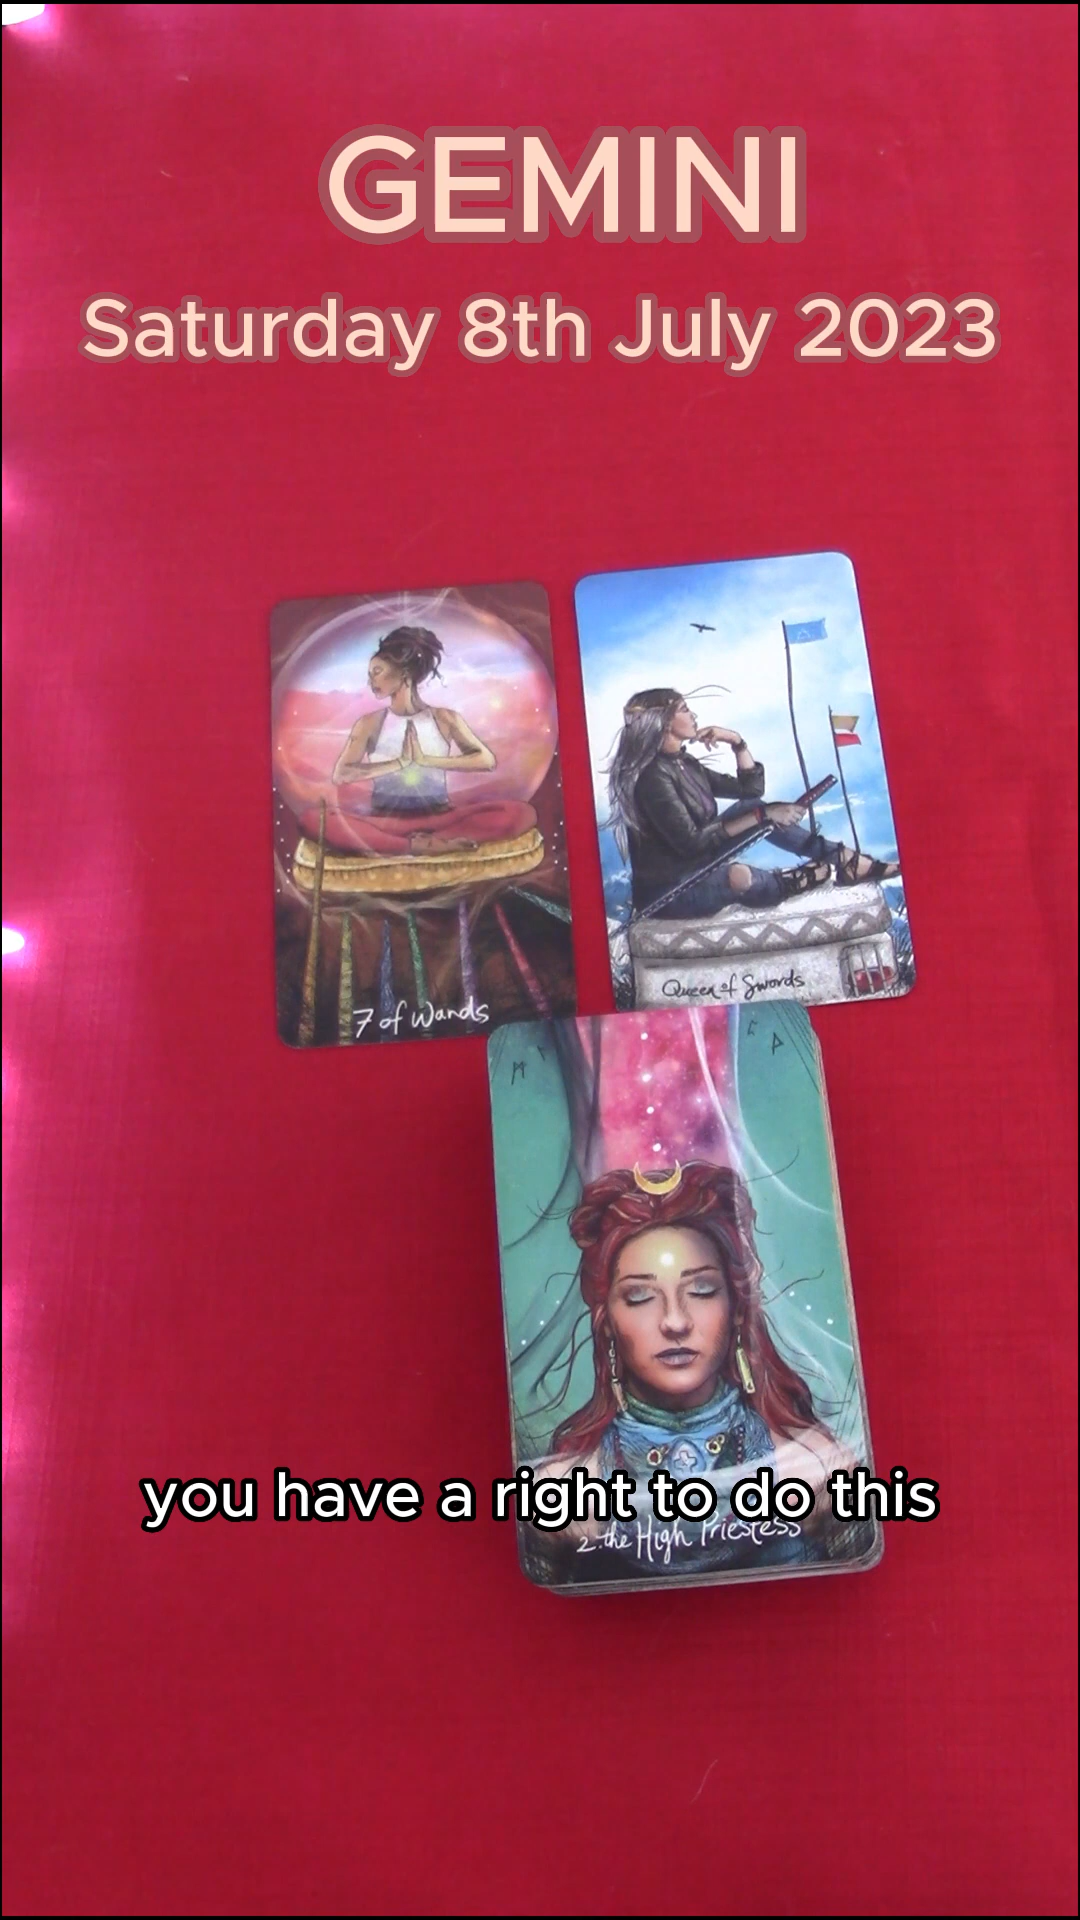 GEMINI
Saturday 8th July 2023
7 of Wands
Queen of Swords
you have a right to do this
2. the High Priestess